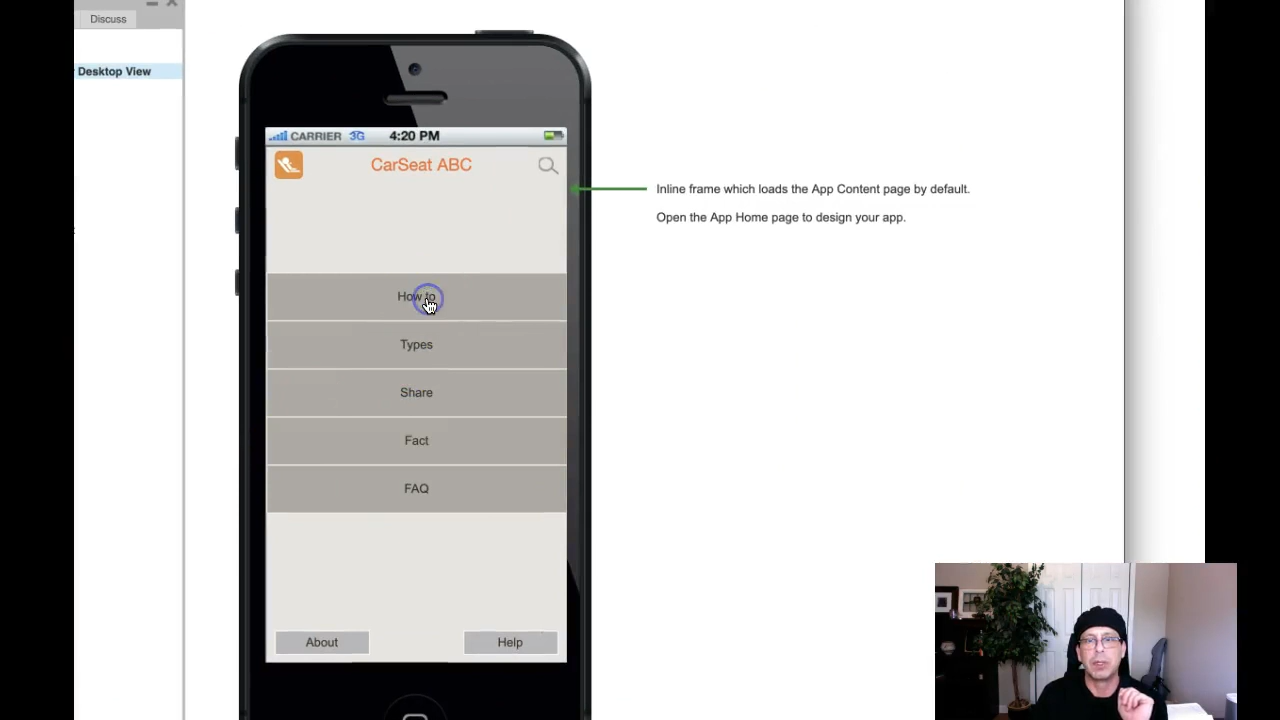 Discuss
Desktop View
CARRIER 3G 4:20 PM
CarSeat ABC
Inline frame which loads the App Content page by default.
Open the App Home page to design your app.
How to
Types
Share
Fact
FAQ
About Help